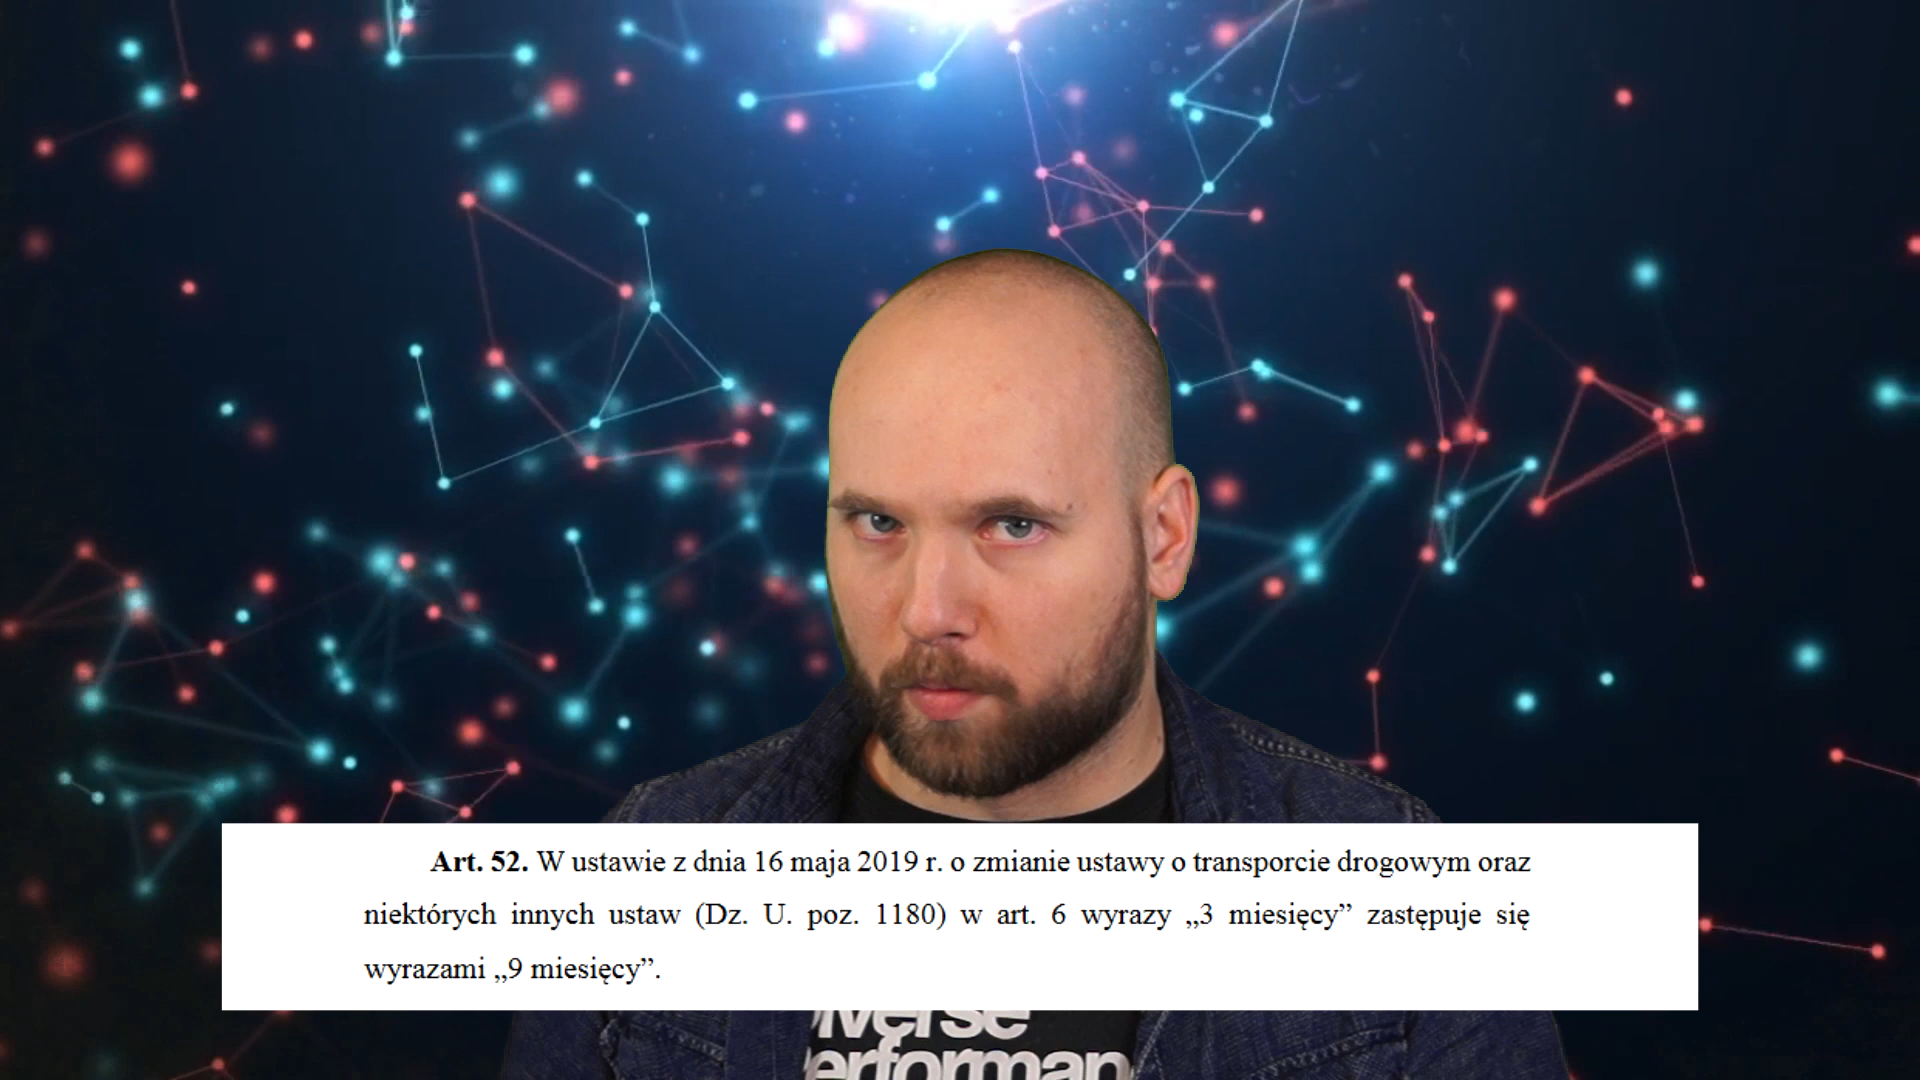 Art. 52. W ustawie z dnia 16 maja 2019 r. o zmianie ustawy o transporcie drogowym oraz
niektórych innych ustaw (Dz. U. poz. 1180) w art. 6 wyrazy „3 miesięcy” zastępuje się
wyrazami „9 miesięcy”.